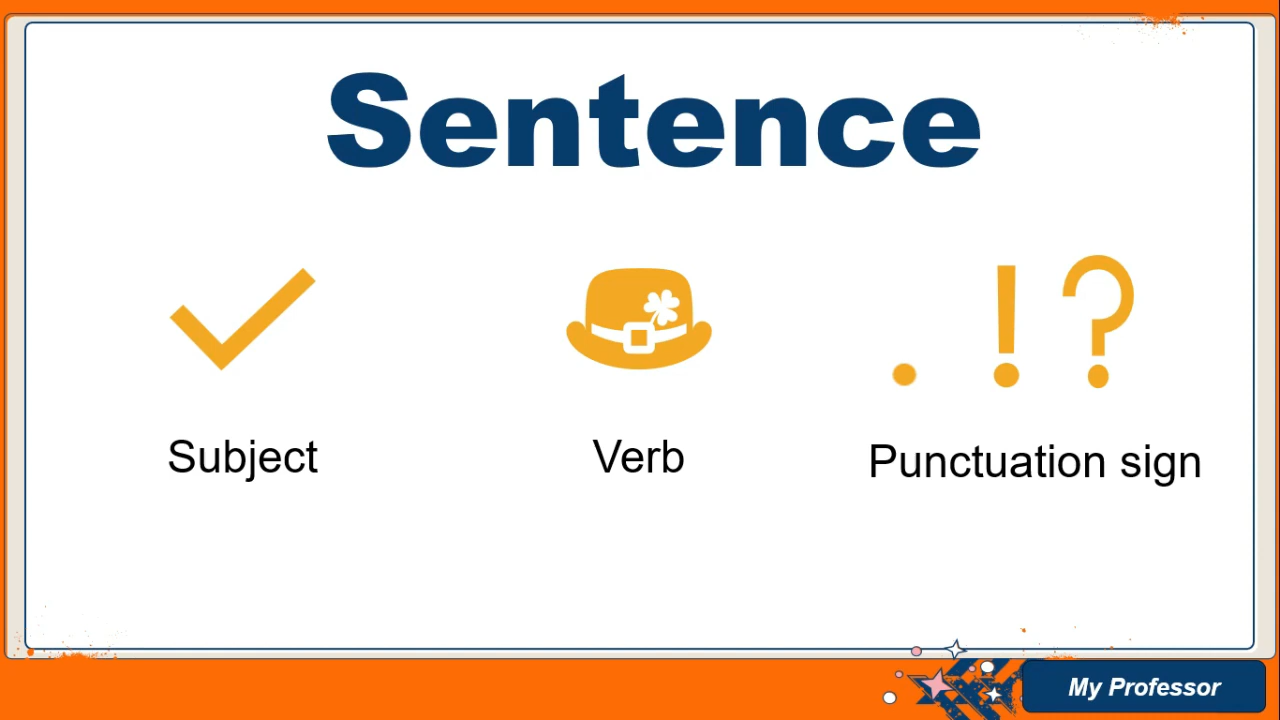 Sentence
. ! ?
Subject
Verb
Punctuation sign
My Professor